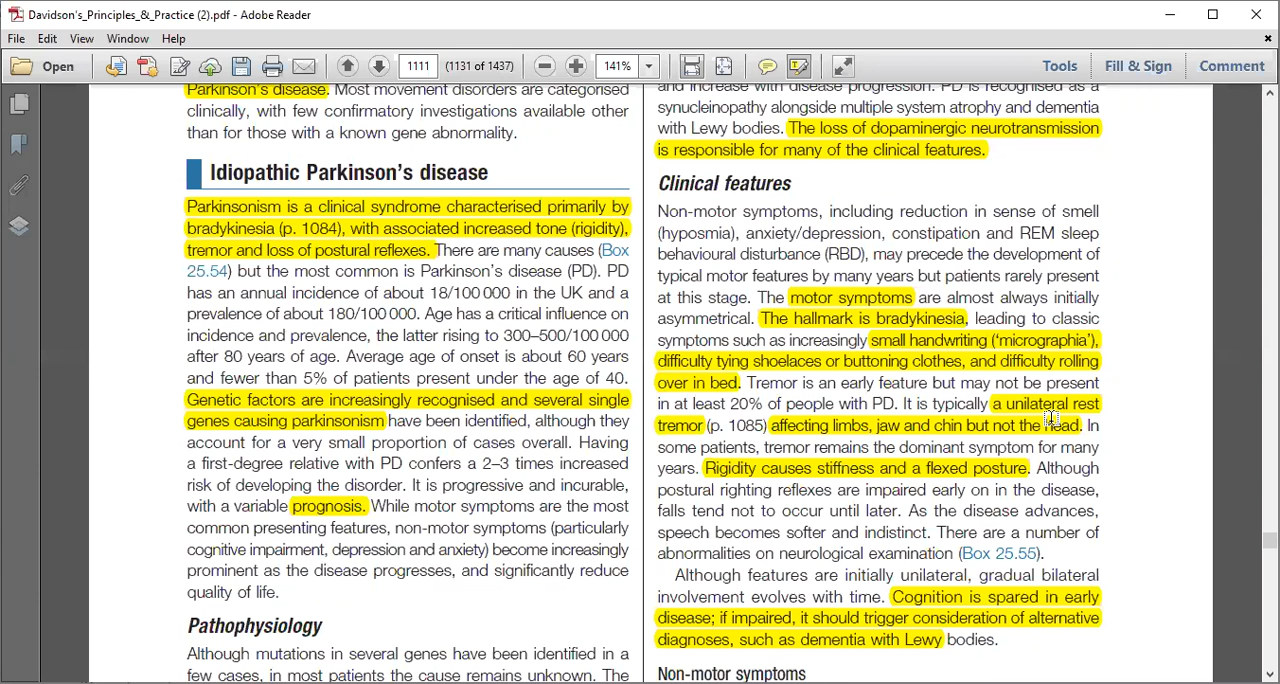 Davidson's_Principles_&_Practice (2).pdf - Adobe Reader
File Edit View Window Help
Open
1111 (1131 of 1437)
141%
Tools Fill & Sign Comment
Parkinson's disease. Most movement disorders are categorised
clinically, with few confirmatory investigations available other
than for those with a known gene abnormality.
Idiopathic Parkinson's disease
Parkinsonism is a clinical syndrome characterised primarily by
bradykinesia (p. 1084), with associated increased tone (rigidity),
tremor and loss of postural reflexes. There are many causes (Box
25.54) but the most common is Parkinson's disease (PD). PD
has an annual incidence of about 18/100 000 in the UK and a
prevalence of about 180/100 000. Age has a critical influence on
incidence and prevalence, the latter rising to 300–500/100 000
after 80 years of age. Average age of onset is about 60 years
and fewer than 5% of patients present under the age of 40.
Genetic factors are increasingly recognised and several single
genes causing parkinsonism have been identified, although they
account for a very small proportion of cases overall. Having
a first-degree relative with PD confers a 2–3 times increased
risk of developing the disorder. It is progressive and incurable,
with a variable prognosis. While motor symptoms are the most
common presenting features, non-motor symptoms (particularly
cognitive impairment, depression and anxiety) become increasingly
prominent as the disease progresses, and significantly reduce
quality of life.
Pathophysiology
Although mutations in several genes have been identified in a
few cases, in most patients the cause remains unknown. The
and increase with disease progression. PD is recognised as a
synucleinopathy alongside multiple system atrophy and dementia
with Lewy bodies. The loss of dopaminergic neurotransmission
is responsible for many of the clinical features.
Clinical features
Non-motor symptoms, including reduction in sense of smell
(hyposmia), anxiety/depression, constipation and REM sleep
behavioural disturbance (RBD), may precede the development of
typical motor features by many years but patients rarely present
at this stage. The motor symptoms are almost always initially
asymmetrical. The hallmark is bradykinesia, leading to classic
symptoms such as increasingly small handwriting ('micrographia'),
difficulty tying shoelaces or buttoning clothes, and difficulty rolling
over in bed. Tremor is an early feature but may not be present
in at least 20% of people with PD. It is typically a unilateral rest
tremor (p. 1085) affecting limbs, jaw and chin but not the head. In
some patients, tremor remains the dominant symptom for many
years. Rigidity causes stiffness and a flexed posture. Although
postural righting reflexes are impaired early on in the disease,
falls tend not to occur until later. As the disease advances,
speech becomes softer and indistinct. There are a number of
abnormalities on neurological examination (Box 25.55).
Although features are initially unilateral, gradual bilateral
involvement evolves with time. Cognition is spared in early
disease; if impaired, it should trigger consideration of alternative
diagnoses, such as dementia with Lewy bodies.
Non-motor symptoms